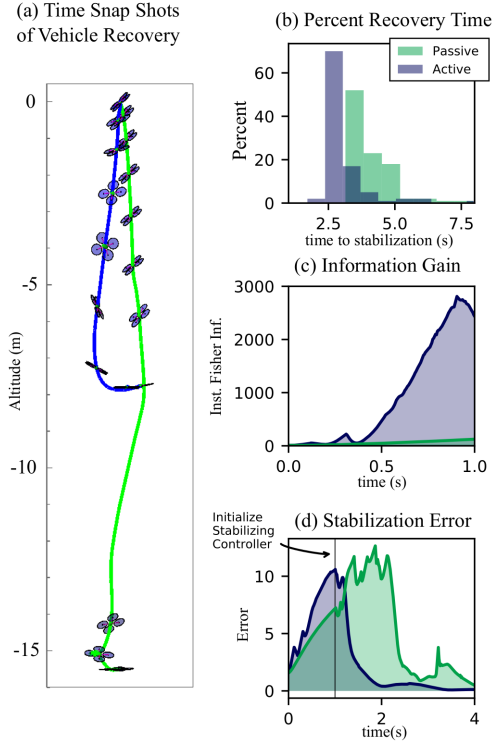 (a) Time Snap Shots
of Vehicle Recovery
Altitude (m)
0
-5
-10
-15
(b) Percent Recovery Time
Passive
Active
Percent
60
40
20
0
2.5
5.0
7.5
time to stabilization (s)
(c) Information Gain
Inst. Fisher Inf.
3000
2000
1000
0
0.0
0.5
1.0
time (s)
Initialize
Stabilizing
Controller
(d) Stabilization Error
Error
10
5
0
0
2
4
time(s)